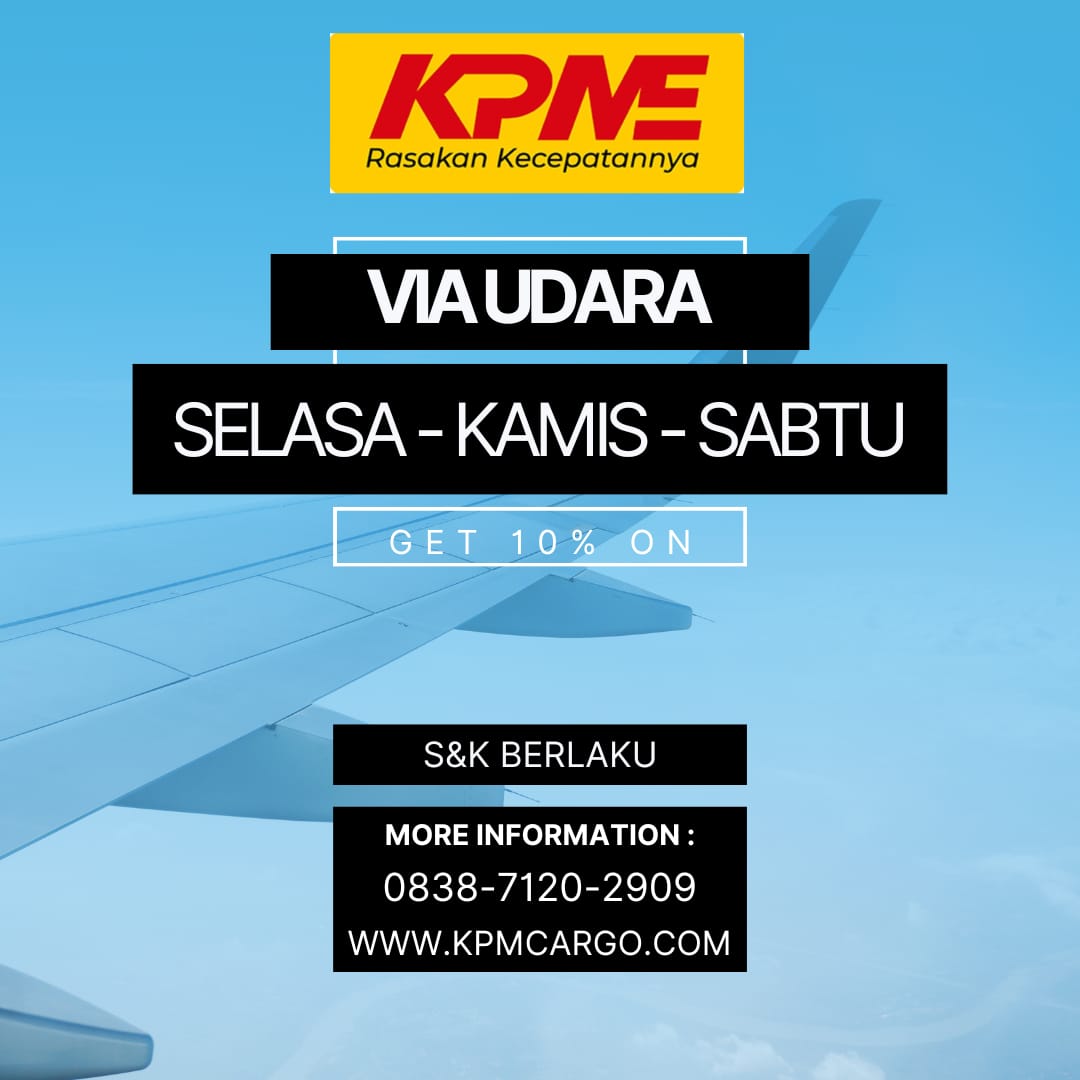 KPME
Rasakan Kecepatannya
VIA UDARA
SELASA - KAMIS - SABTU
GET 10% ON
S&K BERLAKU
MORE INFORMATION :
0838-7120-2909
WWW.KPMCARGO.COM